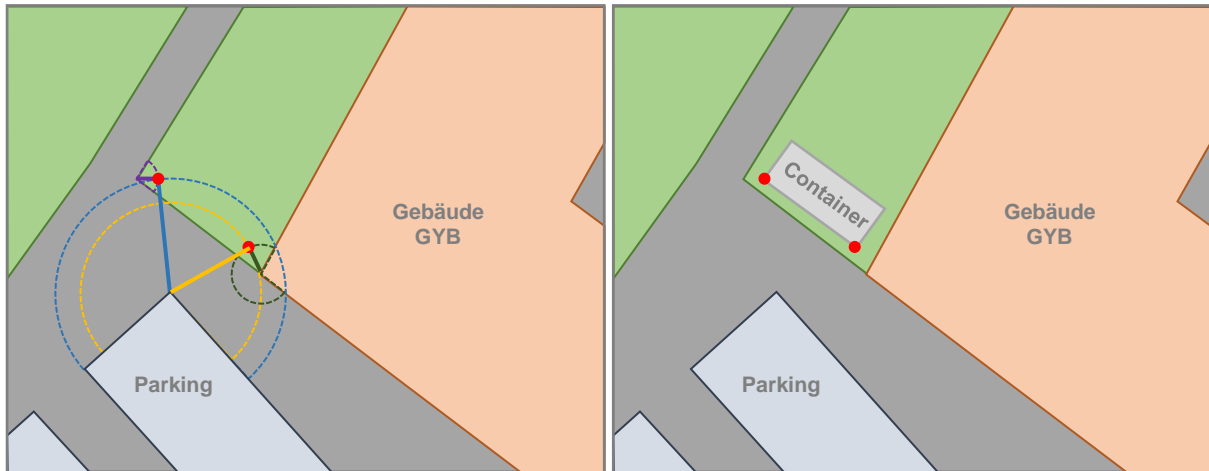 Gebäude
GYB
Parking
Container
Gebäude
GYB
Parking